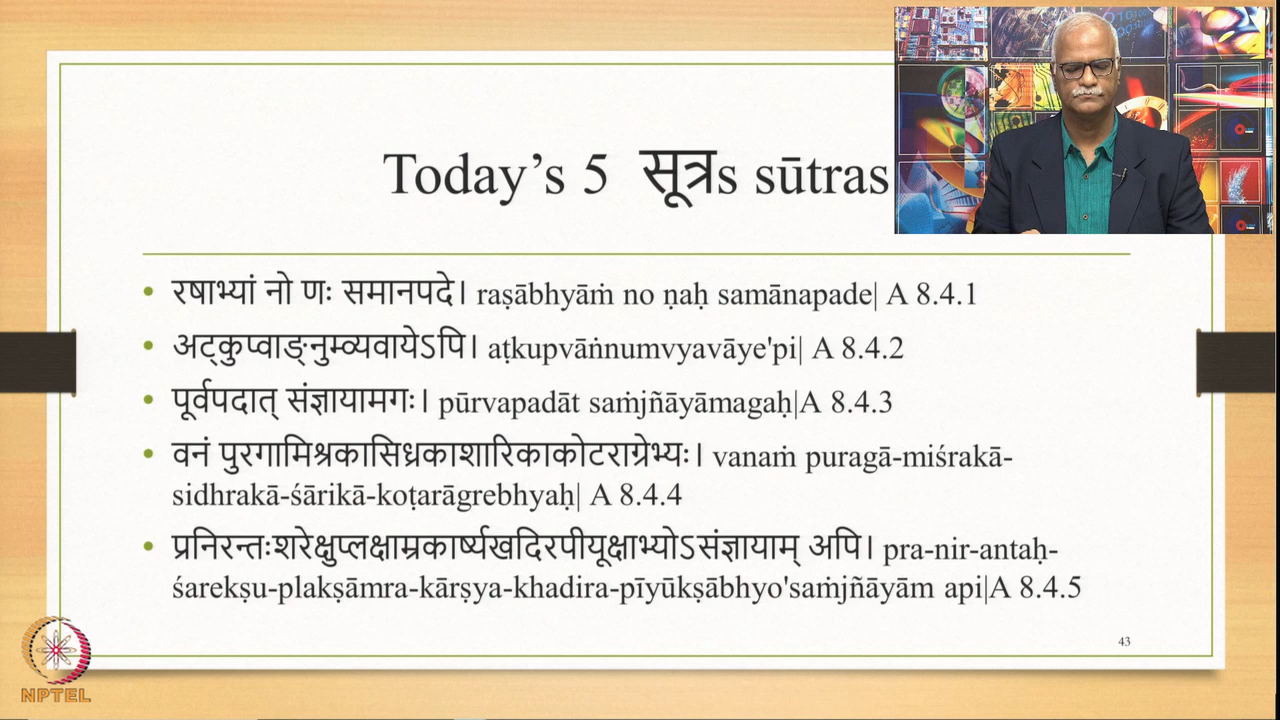 Today’s 5 सूत्रs sūtras
• रषाभ्यां नो णः समानपदे। raṣābhyāṁ no ṇaḥ samānapade| A 8.4.1
• अट्कुप्वाङ्नुम्व्यवायेऽपि। aṭkupvāṅnumvyavāye'pi| A 8.4.2
• पूर्वपदात् संज्ञायामगः। pūrvapadāt saṁjñāyāmagaḥ|A 8.4.3
• वनं पुरगामिश्रकासिध्रकाशारिकाकोटराग्रेभ्यः। vanaṁ puragā-miśrakā-
sidhrakā-śārikā-koṭarāgrebhyaḥ| A 8.4.4
• प्रनिरन्तःशरेक्षुप्लक्षाम्रकार्ष्यखदिरपीयूक्षाभ्योऽसंज्ञायाम् अपि। pra-nir-antaḥ-
śarekṣu-plakṣāmra-kārṣya-khadira-pīyūkṣābhyo'saṁjñāyām api|A 8.4.5
43
NPTEL